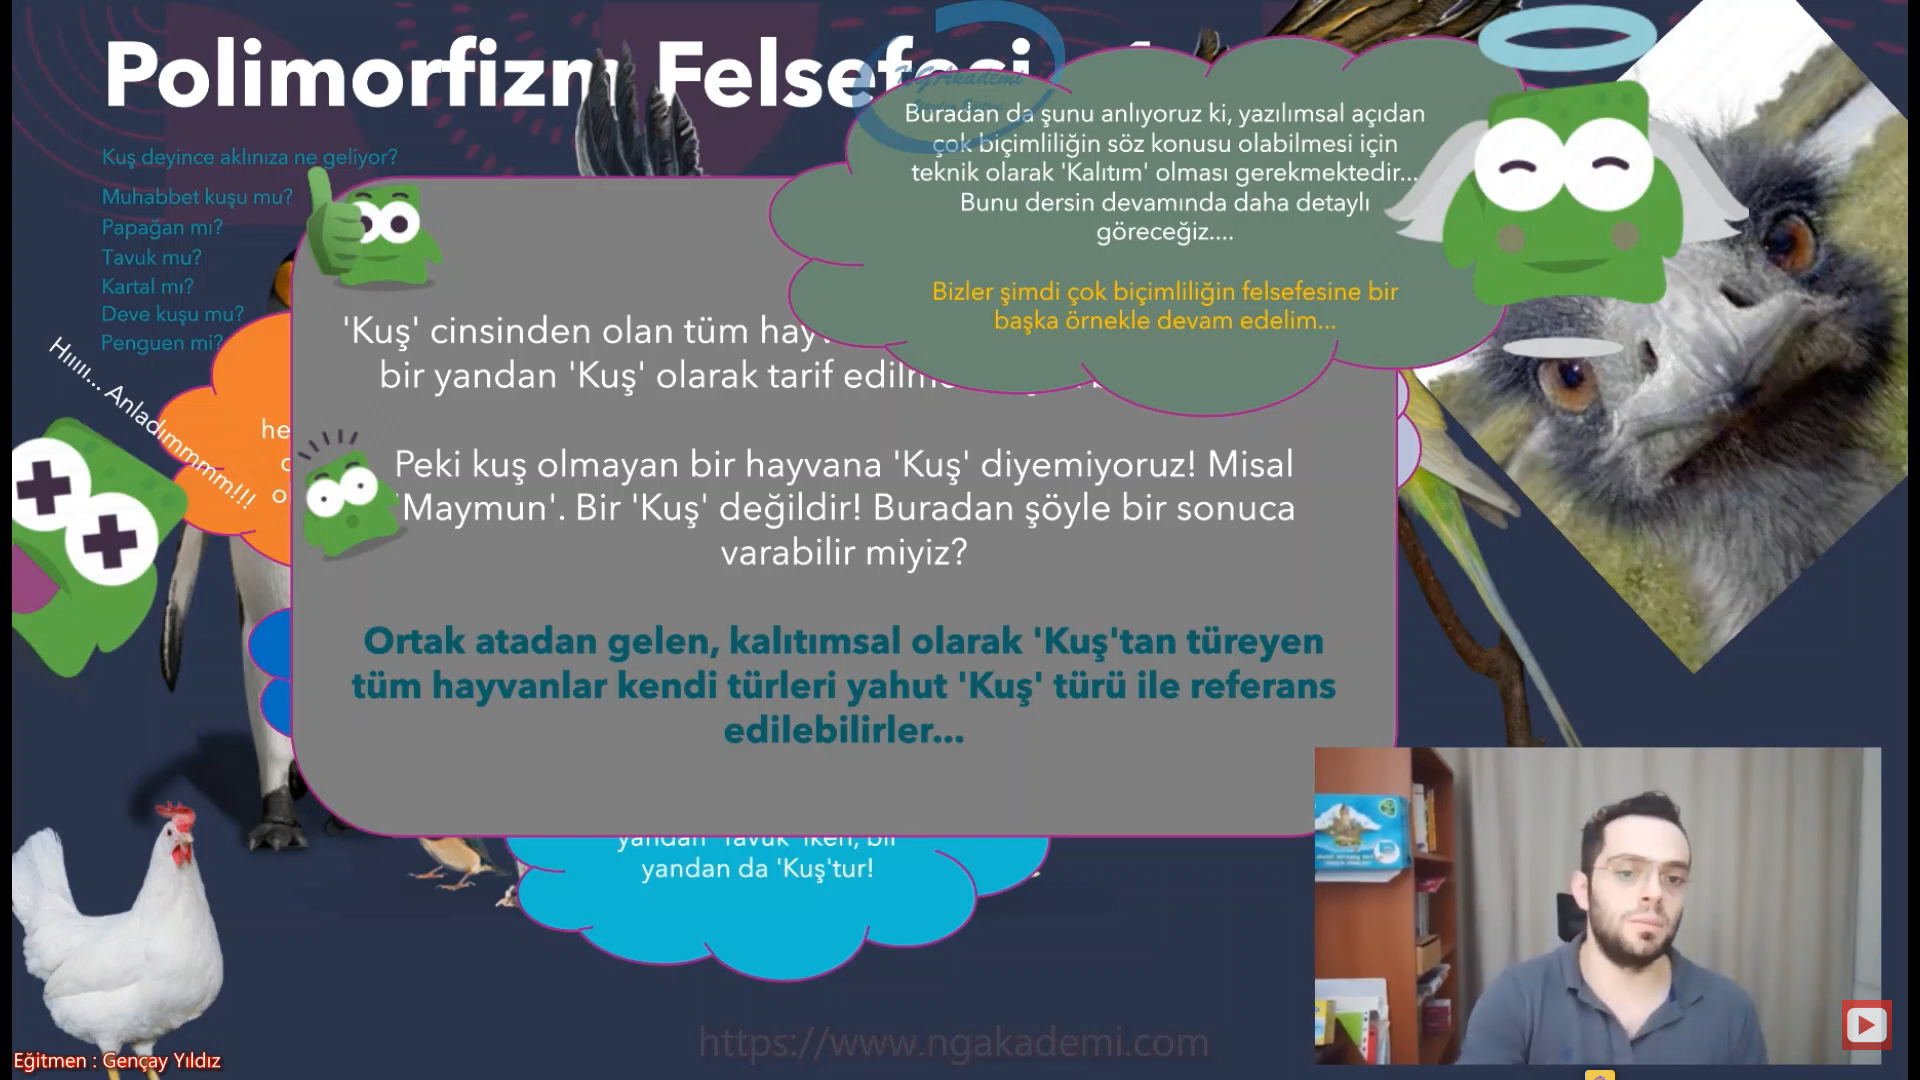 Polimorfizm Felsefesi
Kuş deyince aklınıza ne geliyor?
Muhabbet kuşu mu?
Papağan mı?
Tavuk mu?
Kartal mı?
Deve kuşu mu?
Penguen mi?
Hıııı... Anladımmmm!!!
he
o
NGAkademi
Buradan da şunu anlıyoruz ki, yazılımsal açıdan
çok biçimliliğin söz konusu olabilmesi için
teknik olarak 'Kalıtım' olması gerekmektedir...
Bunu dersin devamında daha detaylı
göreceğiz....
Bizler şimdi çok biçimliliğin felsefesine bir
başka örnekle devam edelim...
'Kuş' cinsinden olan tüm hay
bir yandan 'Kuş' olarak tarif edilm
Peki kuş olmayan bir hayvana 'Kuş' diyemiyoruz! Misal
'Maymun'. Bir 'Kuş' değildir! Buradan şöyle bir sonuca
varabilir miyiz?
Ortak atadan gelen, kalıtımsal olarak 'Kuş'tan türeyen
tüm hayvanlar kendi türleri yahut 'Kuş' türü ile referans
edilebilirler...
yandan 'Tavuk' iken, bir
yandan da 'Kuş'tur!
https://www.ngakademi.com
Eğitmen : Gençay Yıldız